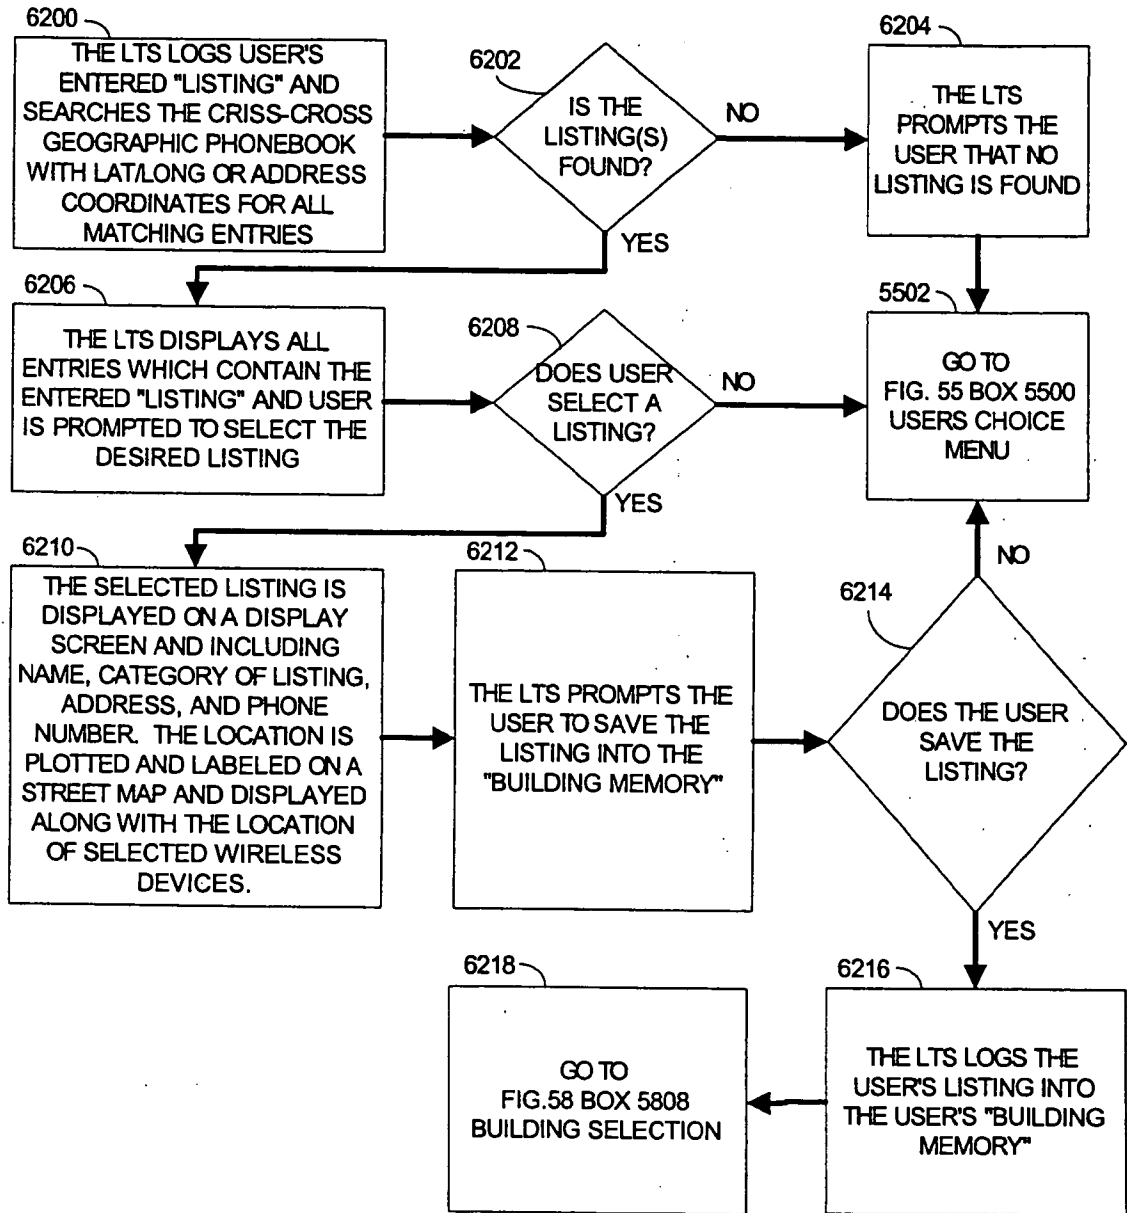 6200
THE LTS LOGS USER'S
ENTERED "LISTING" AND
SEARCHES THE CRISS-CROSS
GEOGRAPHIC PHONEBOOK
WITH LAT/LONG OR ADDRESS
COORDINATES FOR ALL
MATCHING ENTRIES
6202
IS THE
LISTING(S)
FOUND?
NO
YES
6204
THE LTS
PROMPTS THE
USER THAT NO
LISTING IS FOUND
6206
THE LTS DISPLAYS ALL
ENTRIES WHICH CONTAIN THE
ENTERED "LISTING" AND USER
IS PROMPTED TO SELECT THE
DESIRED LISTING
6208
DOES USER
SELECT A
LISTING?
NO
YES
5502
GO TO
FIG. 55 BOX 5500
USERS CHOICE
MENU
6210
THE SELECTED LISTING IS
DISPLAYED ON A DISPLAY
SCREEN AND INCLUDING
NAME, CATEGORY OF LISTING,
ADDRESS, AND PHONE
NUMBER. THE LOCATION IS
PLOTTED AND LABELED ON A
STREET MAP AND DISPLAYED
ALONG WITH THE LOCATION
OF SELECTED WIRELESS
DEVICES.
6212
THE LTS PROMPTS THE
USER TO SAVE THE
LISTING INTO THE
"BUILDING MEMORY"
6214
NO
DOES THE USER
SAVE THE
LISTING?
YES
6218
GO TO
FIG.58 BOX 5808
BUILDING SELECTION
6216
THE LTS LOGS THE
USER'S LISTING INTO
THE USER'S "BUILDING
MEMORY"